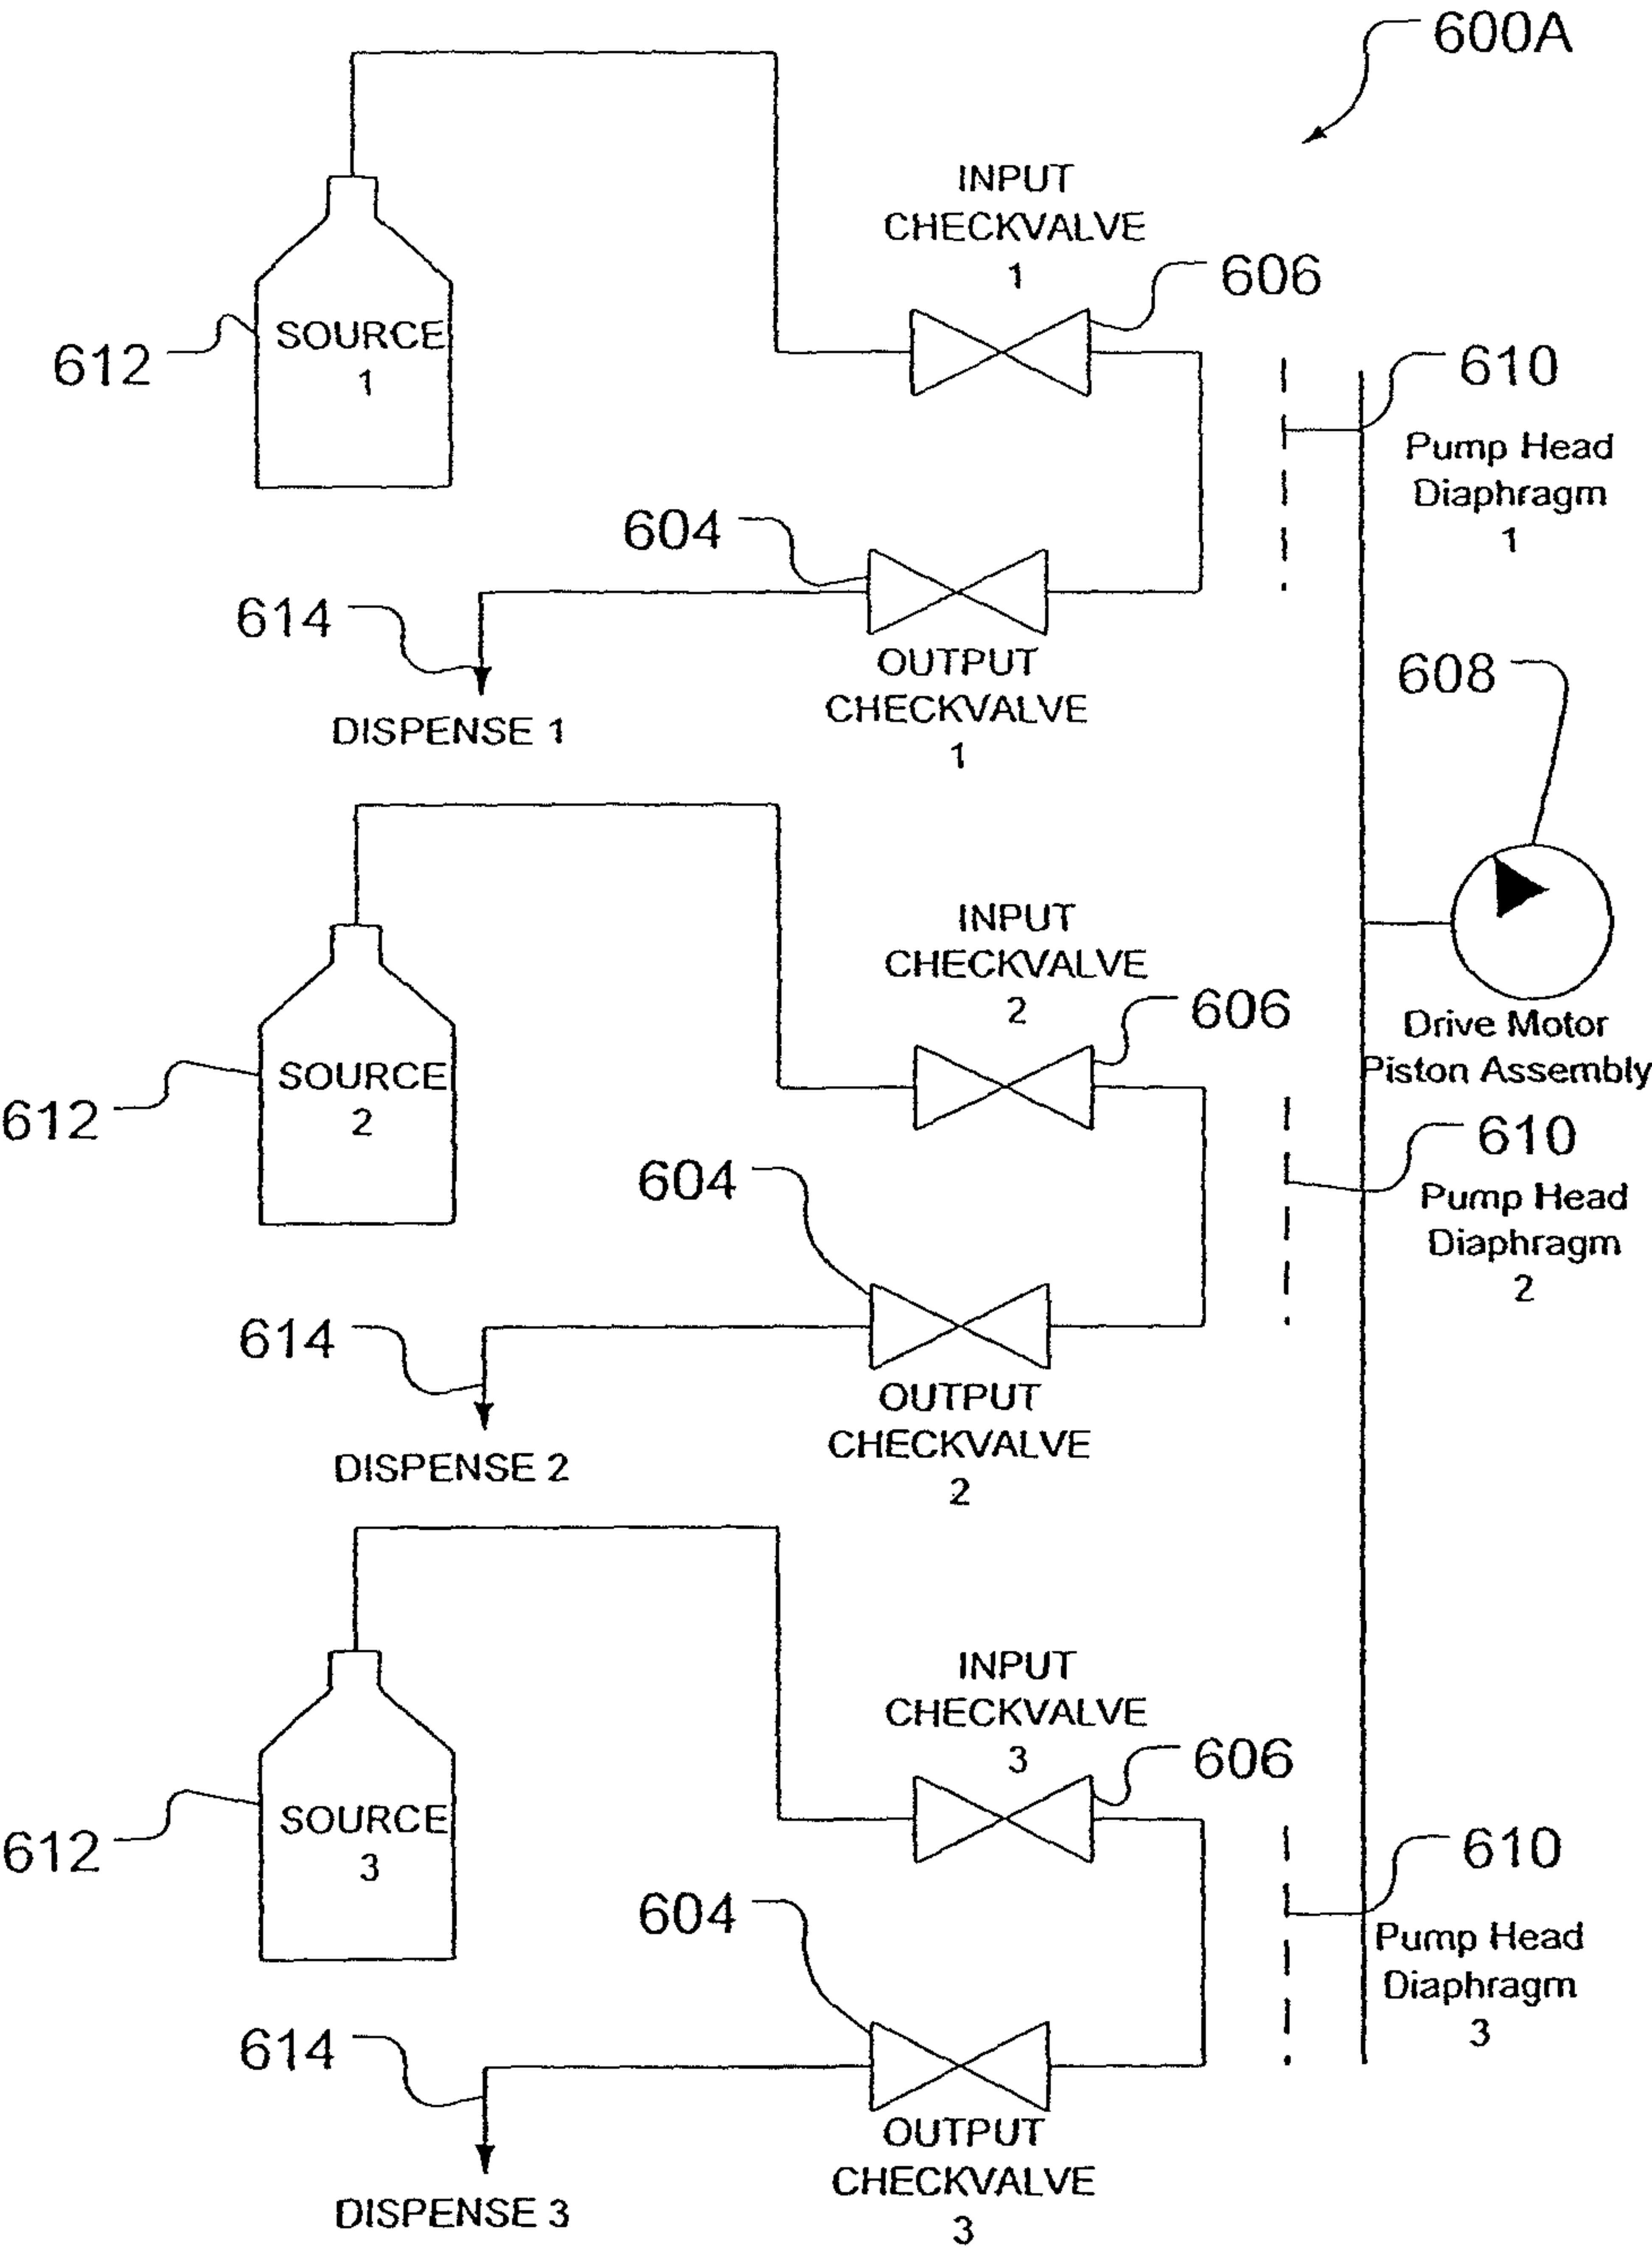 600A
INPUT
CHECKVALVE
1
606
SOURCE
1
612
610
Pump Head
Diaphragm
1
604
614
OUTPUT
CHECKVALVE
1
DISPENSE 1
608
Drive Motor
Piston Assembly
INPUT
CHECKVALVE
2
606
SOURCE
2
612
610
Pump Head
Diaphragm
2
604
614
OUTPUT
CHECKVALVE
2
DISPENSE 2
INPUT
CHECKVALVE
3
606
SOURCE
3
612
610
Pump Head
Diaphragm
3
604
614
OUTPUT
CHECKVALVE
3
DISPENSE 3